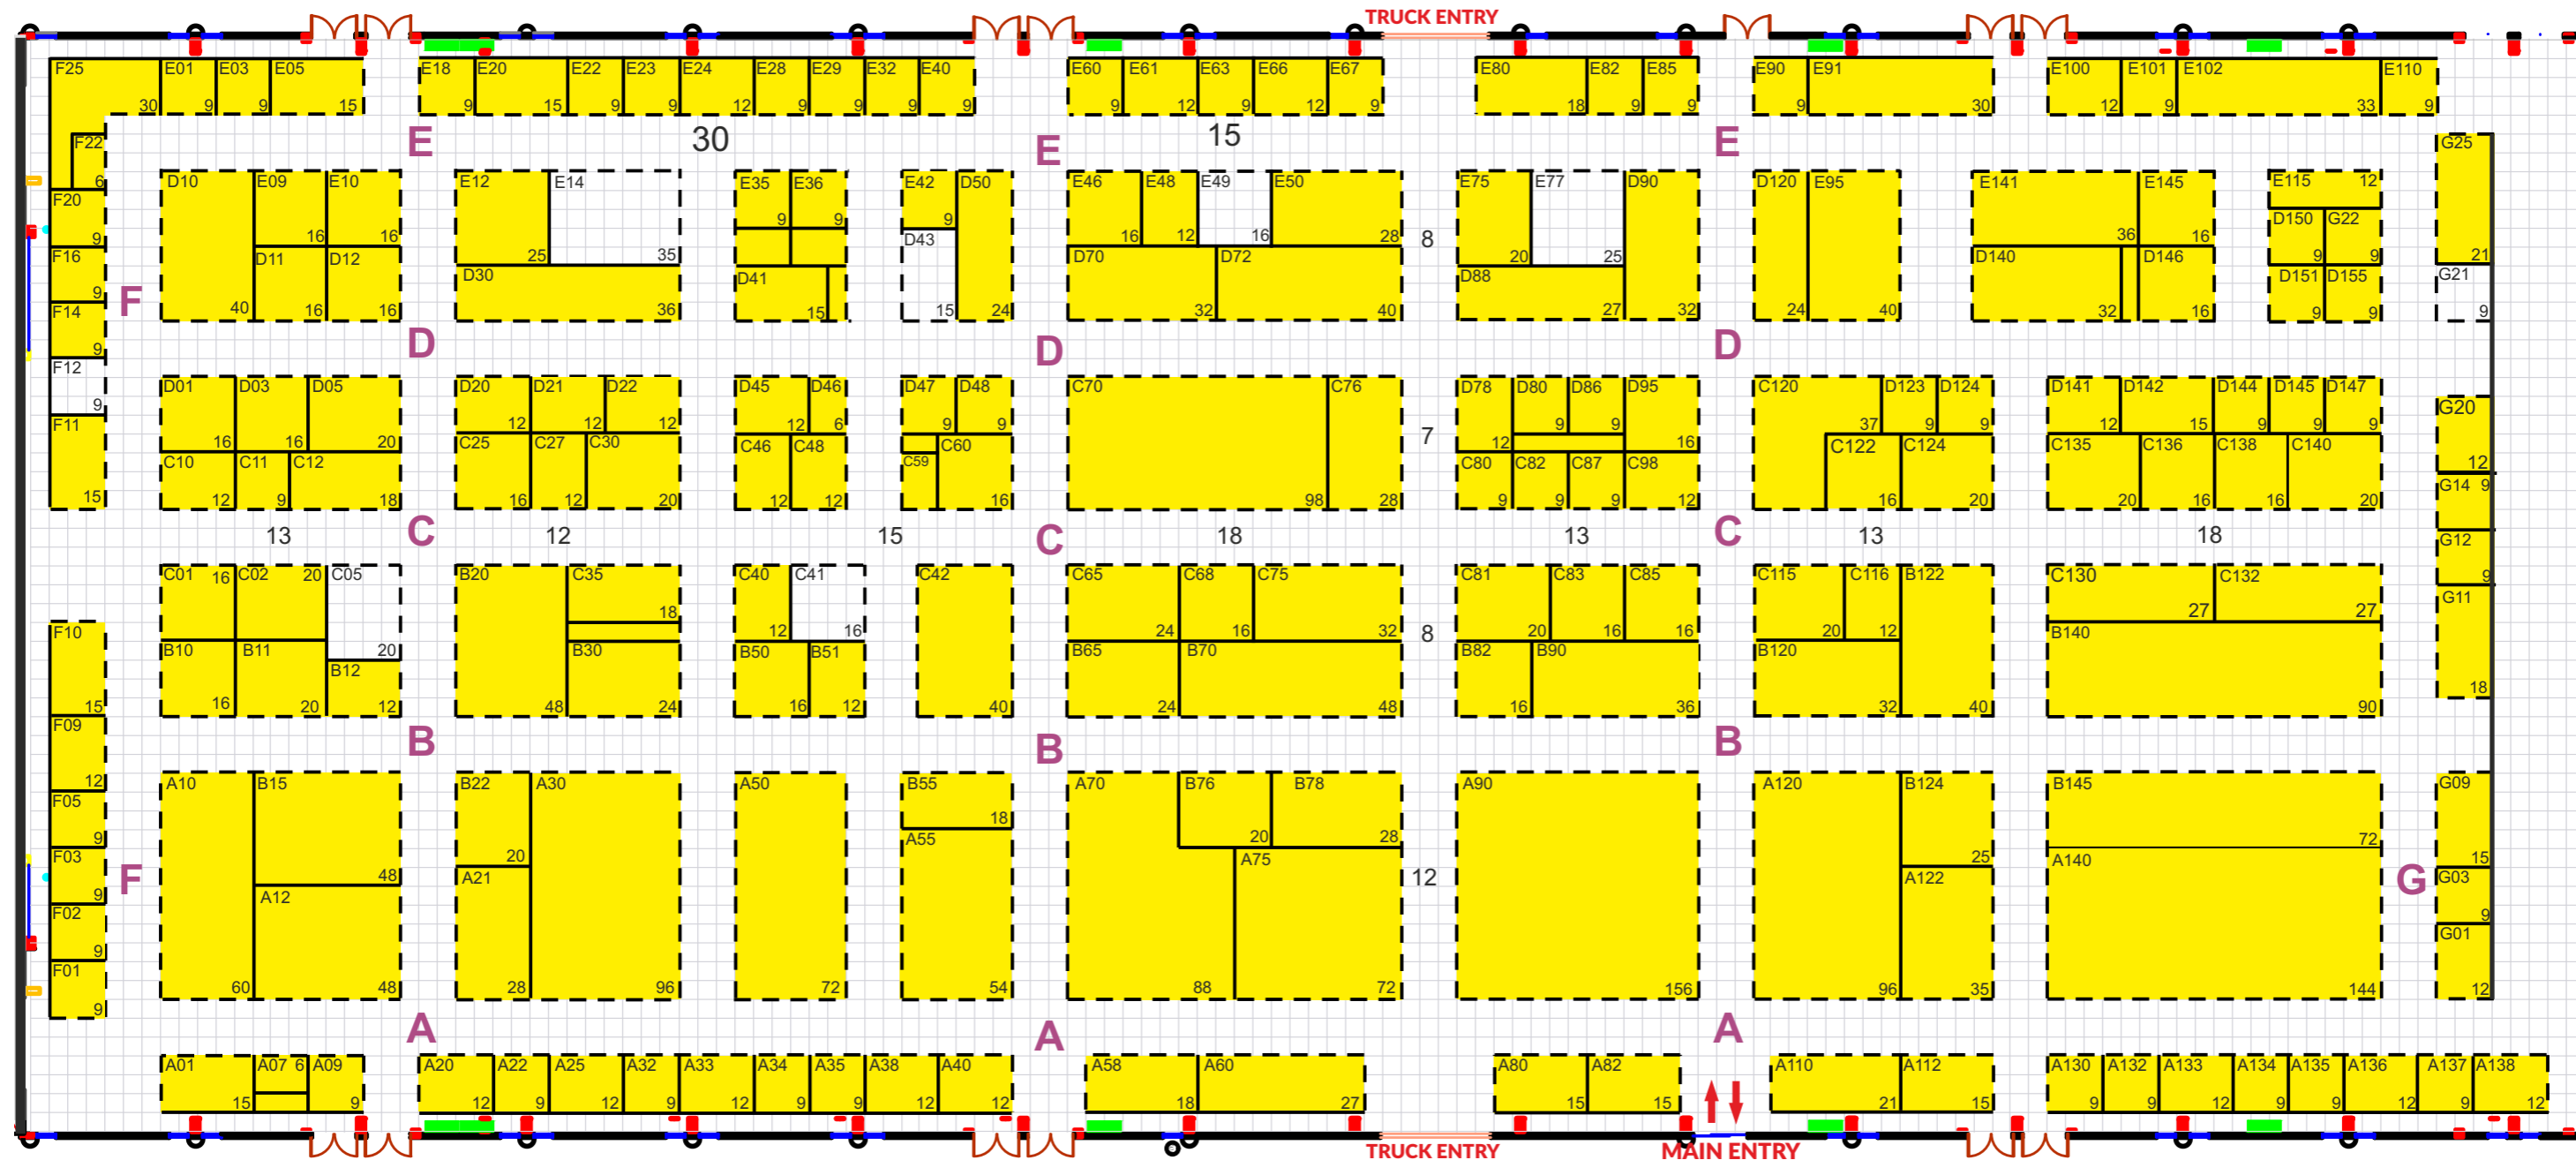 TRUCK ENTRY
F25 E01 E03 E05 E18 E20 E22 E23 E24 E28 E29 E32 E40 E60 E61 E63 E66 E67 E80 E82 E85 E90 E91 E100 E101 E102 E110
30 9 9 15 9 15 9 9 12 9 9 9 9 9 12 9 12 9 18 9 9 9 30 12 9 33 9
E 30 E 15 E
F22 G25
6
D10 E09 E10 E12 E14 E35 E36 E42 D50 E46 E48 E49 E50 E75 E77 D90 D120 E95 E141 E145 E115 12
F20 D150 G22
9 16 16 9 9 9 16 12 16 28 8 36 16
D43
F16 D11 D12 25 35 D70 D72 20 25 D140 D146 9 9 21
9 D30 D41 D88 D151 D155 G21
F F14 40 16 16 36 15 15 24 32 40 27 32 24 40 32 16 9 9 9
9 D D D
F12
9
D01 D03 D05 D20 D21 D22 D45 D46 D47 D48 C70 C76 D78 D80 D86 D95 C120 D123 D124 D141 D142 D144 D145 D147
G20
F11 16 16 20 12 12 12 12 6 9 9 7 12 9 9 16 37 9 9 12 15 9 9 9
C25 C27 C30 C46 C48 C60 C122 C124 C135 C136 C138 C140
C10 C11 C12 C59 C80 C82 C87 C98 12
G14 9
15 12 9 18 16 12 20 12 12 16 98 28 9 9 9 12 16 20 20 16 16 20
13 C 12 15 C 18 13 C 13 18
G12
9
C01 16 C02 20 C05 B20 C35 C40 C41 C42 C65 C68 C75 C81 C83 C85 C115 C116 B122 C130 C132
G11
18 27 27
F10 12 16 24 16 32 8 20 16 16 20 12 B140
B10 B11 20 B30 B50 B51 B65 B70 B82 B90 B120
B12 18
15 16 20 12 48 24 16 12 40 24 48 16 36 32 40 90
F09 B B B
12
A10 B15 B22 A30 A50 B55 A70 B76 B78 A90 A120 B124 B145 G09
F05 18
9 A55 20 28 72
F03 20 A75 25 A140 15
F 9 48 A21 12 A122 G G03
F02 A12 9
9 G01
F01 60 48 28 96 72 54 88 72 156 96 35 144 12
9
A A A
A01 A07 6 A09 A20 A22 A25 A32 A33 A34 A35 A38 A40 A58 A60 A80 A82 A110 A112 A130 A132 A133 A134 A135 A136 A137 A138
15 9 12 9 12 9 12 9 9 12 12 18 27 15 15 21 15 9 9 12 9 9 12 9 12
TRUCK ENTRY MAIN ENTRY